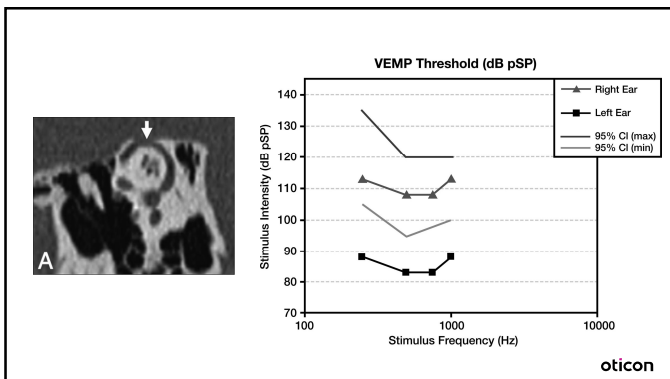 A
VEMP Threshold (dB pSP)
Stimulus Intensity (dB pSP)
140
130
120
110
100
90
80
70
100
1000
10000
Stimulus Frequency (Hz)
Right Ear
Left Ear
95% CI (max)
95% CI (min)
oticon